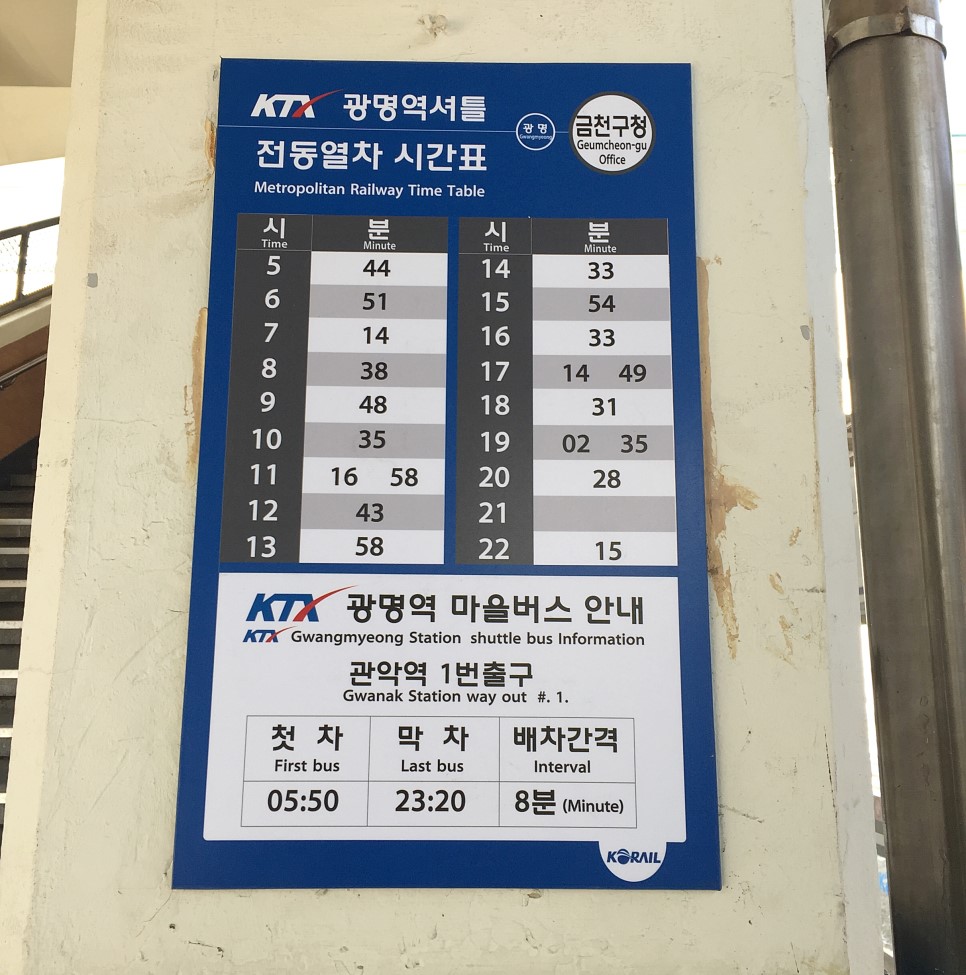 KTX 광명역셔틀
전동열차 시간표
Metropolitan Railway Time Table
광명
Gwangmyeong
금천구청
Geumcheon-gu
Office
시 분
Time Minute
5 44
6 51
7 14
8 38
9 48
10 35
11 16 58
12 43
13 58
시 분
Time Minute
14 33
15 54
16 33
17 14 49
18 31
19 02 35
20 28
21
22 15
KTX 광명역 마을버스 안내
KTX Gwangmyeong Station shuttle bus Information
관악역 1번출구
Gwanak Station way out #. 1.
첫 차 막 차 배차간격
First bus Last bus Interval
05:50 23:20 8분 (Minute)
KORAIL